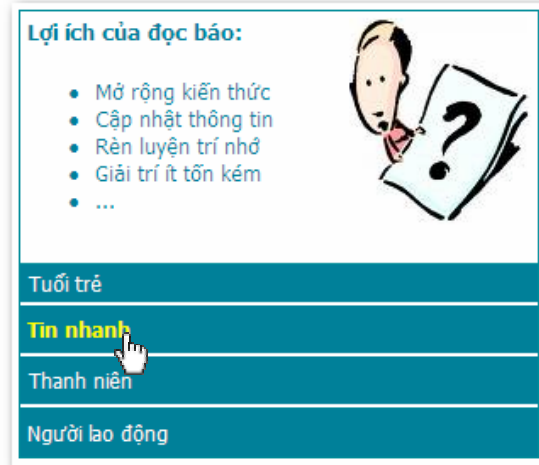 Lợi ích của đọc báo:
Mở rộng kiến thức
Cập nhật thông tin
Rèn luyện trí nhớ
Giải trí ít tốn kém
...
?
Tuổi trẻ
Tin nhanh
Thanh niên
Người lao động